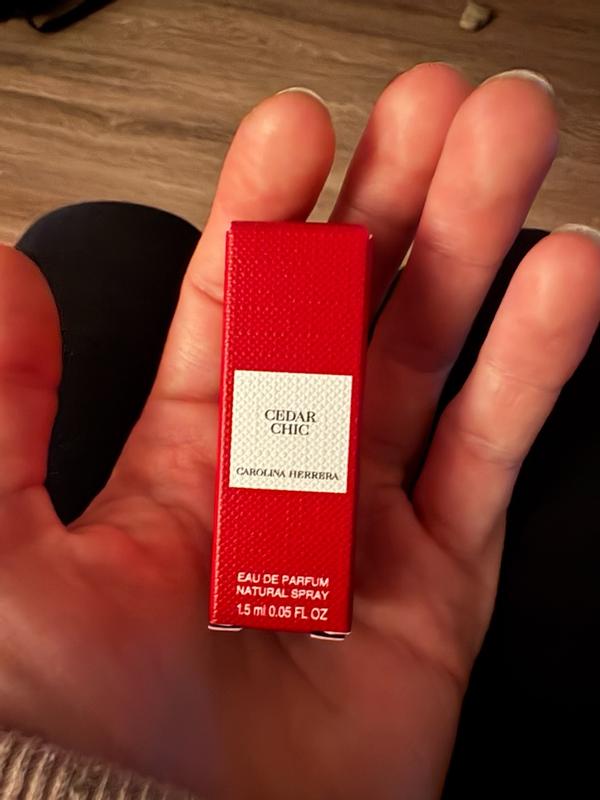 CEDAR
CHIC
CAROLINA HERRERA
EAU DE PARFUM
NATURAL SPRAY
1.5 ml 0.05 FL OZ